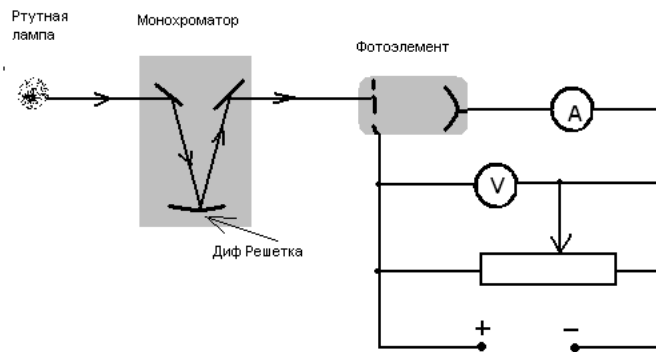 Ртутная
лампа
Монохроматор
Фотоэлемент
A
V
Диф Решетка
+ −